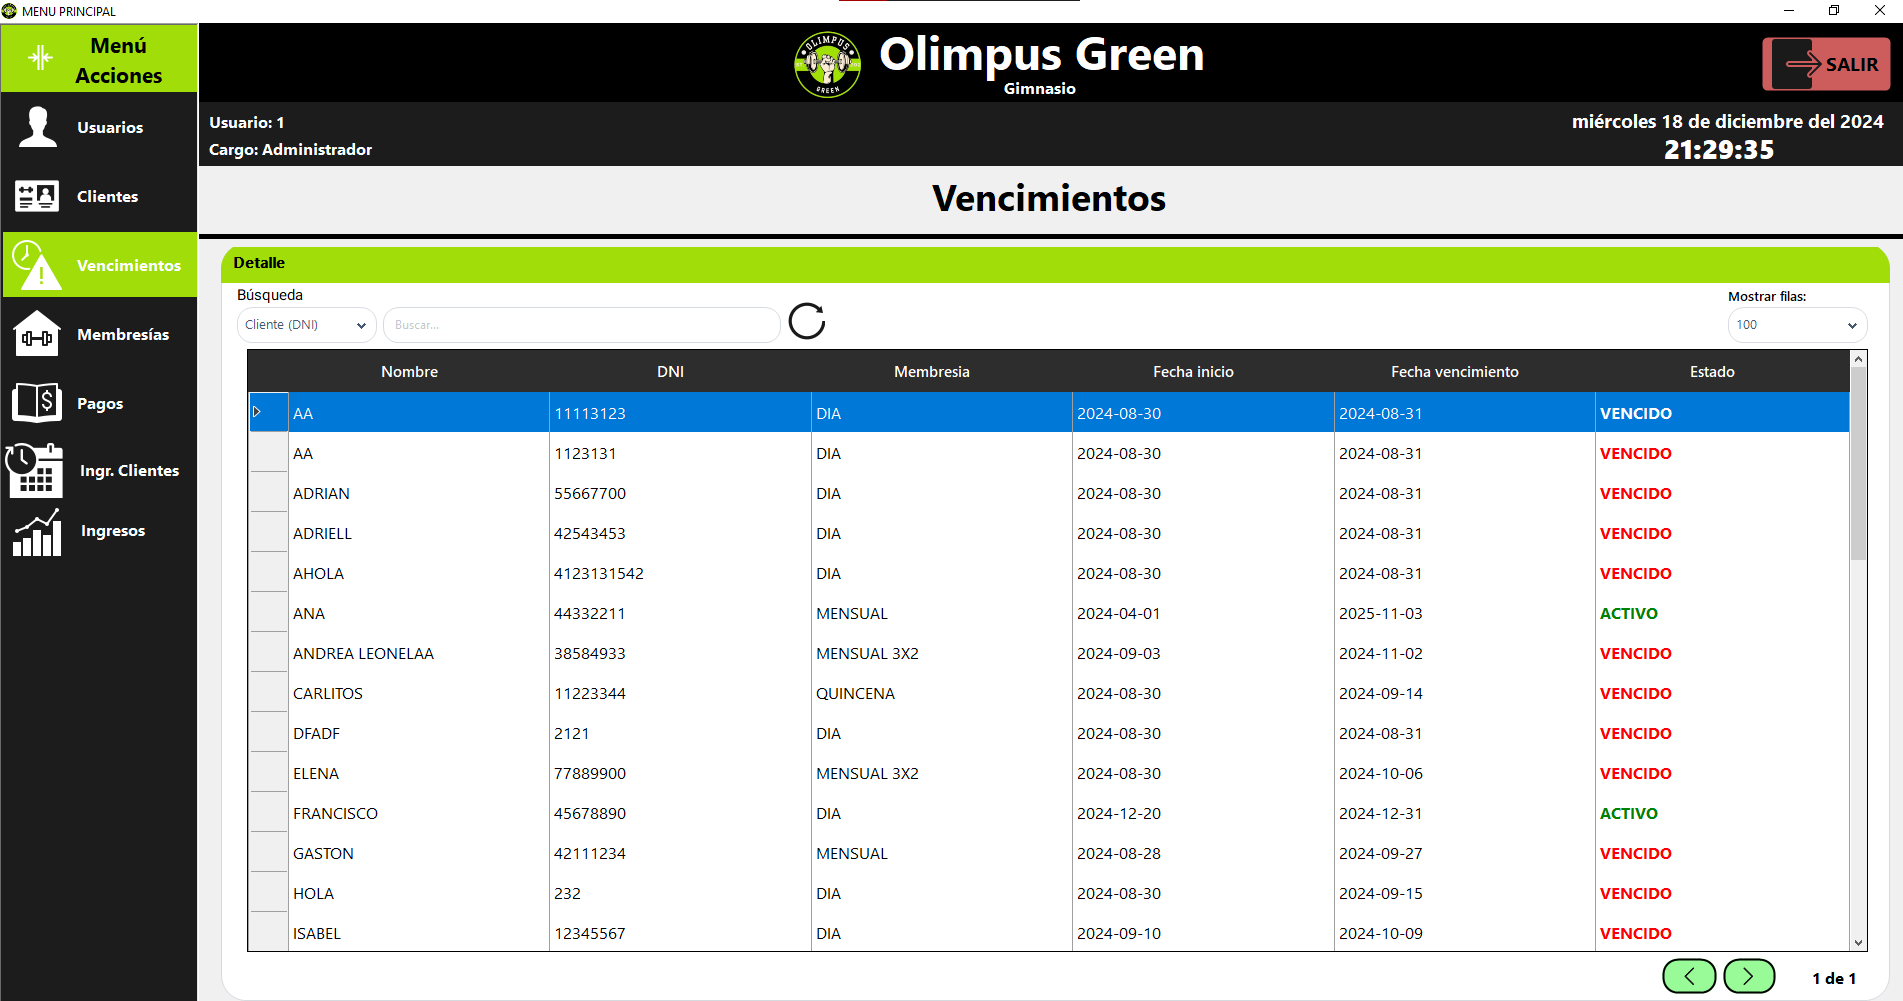 MENU PRINCIPAL
Menú
Acciones
Usuarios
Clientes
Vencimientos
Membresías
Pagos
Ingr. Clientes
Ingresos
OLIMPUS
GREEN
Olimpus Green
Gimnasio
SALIR
Usuario: 1
Cargo: Administrador
miércoles 18 de diciembre del 2024
21:29:35
Vencimientos
Detalle
Búsqueda
Cliente (DNI)
Buscar...
Mostrar filas:
100
Nombre DNI Membresia Fecha inicio Fecha vencimiento Estado
AA 11113123 DIA 2024-08-30 2024-08-31 VENCIDO
AA 1123131 DIA 2024-08-30 2024-08-31 VENCIDO
ADRIAN 55667700 DIA 2024-08-30 2024-08-31 VENCIDO
ADRIELL 42543453 DIA 2024-08-30 2024-08-31 VENCIDO
AHOLA 4123131542 DIA 2024-08-30 2024-08-31 VENCIDO
ANA 44332211 MENSUAL 2024-04-01 2025-11-03 ACTIVO
ANDREA LEONELAA 38584933 MENSUAL 3X2 2024-09-03 2024-11-02 VENCIDO
CARLITOS 11223344 QUINCENA 2024-08-30 2024-09-14 VENCIDO
DFADF 2121 DIA 2024-08-30 2024-08-31 VENCIDO
ELENA 77889900 MENSUAL 3X2 2024-08-30 2024-10-06 VENCIDO
FRANCISCO 45678890 DIA 2024-12-20 2024-12-31 ACTIVO
GASTON 42111234 MENSUAL 2024-08-28 2024-09-27 VENCIDO
HOLA 232 DIA 2024-08-30 2024-09-15 VENCIDO
ISABEL 12345567 DIA 2024-09-10 2024-10-09 VENCIDO
1 de 1